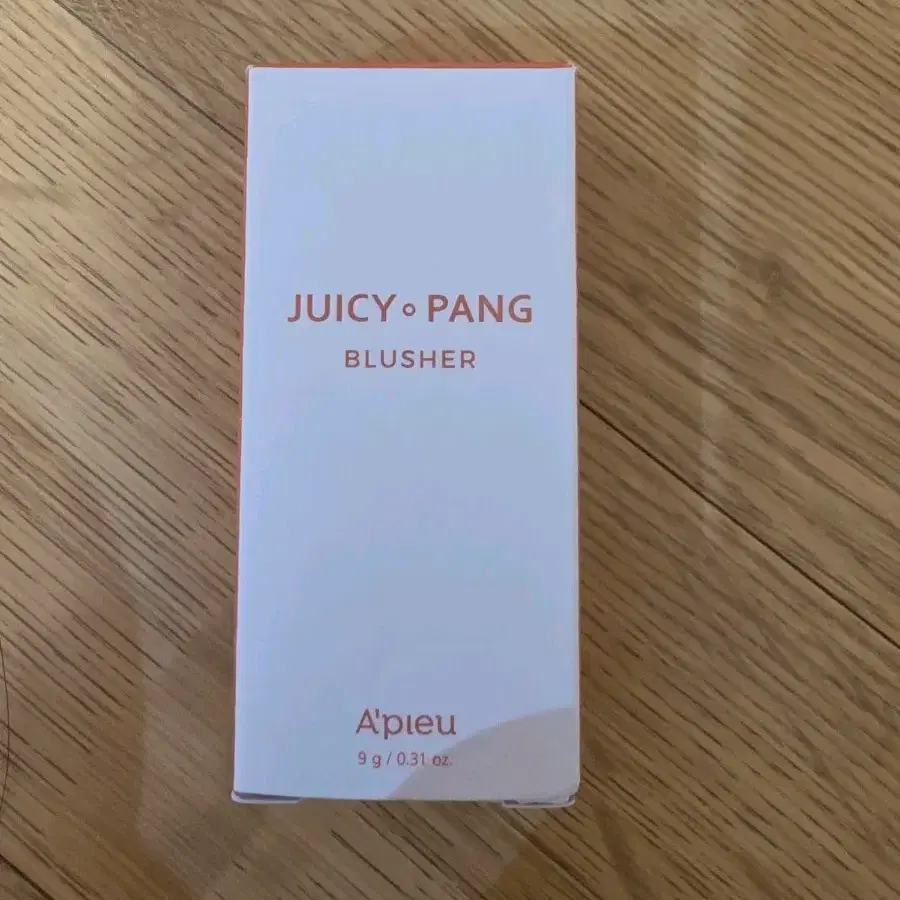 JUICY◦PANG
BLUSHER
A'pieu
9 g / 0.31 oz.